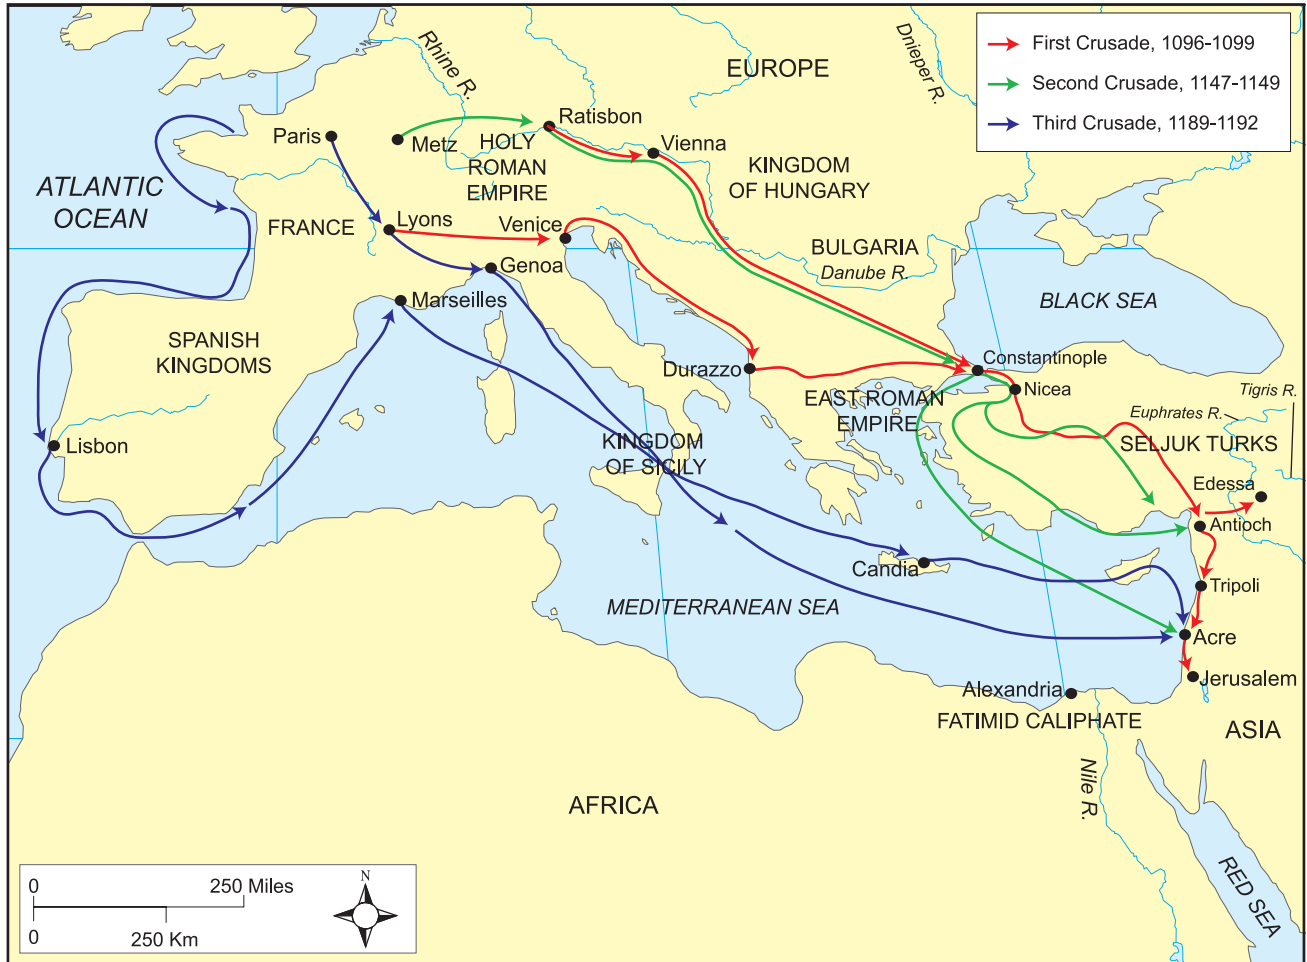 First Crusade, 1096-1099
Second Crusade, 1147-1149
Third Crusade, 1189-1192
Rhine R.
Dnieper R.
EUROPE
Paris
Metz
Ratisbon
Vienna
HOLY
ROMAN
EMPIRE
KINGDOM
OF HUNGARY
ATLANTIC
OCEAN
FRANCE
Lyons
Venice
BULGARIA
Danube R.
Genoa
Marseilles
BLACK SEA
SPANISH
KINGDOMS
Durazzo
Constantinople
Nicea
EAST ROMAN
EMPIRE
Tigris R.
Euphrates R.
SELJUK TURKS
Lisbon
KINGDOM
OF SICILY
Edessa
Antioch
Candia
Tripoli
MEDITERRANEAN SEA
Acre
Jerusalem
Alexandria
FATIMID CALIPHATE
ASIA
AFRICA
Nile R.
RED SEA
0 250 Miles
0 250 Km
N